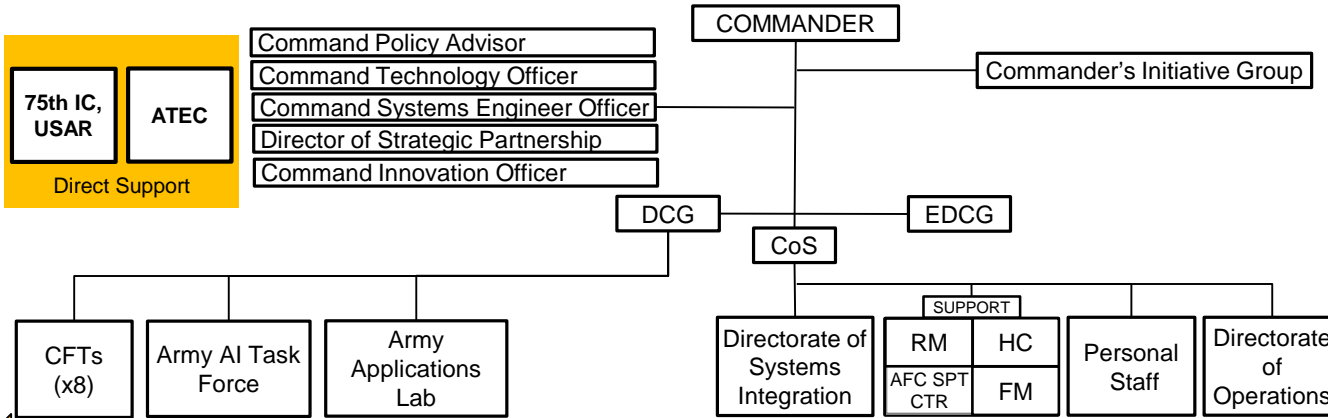 COMMANDER
Command Policy Advisor
Command Technology Officer
Command Systems Engineer Officer
Director of Strategic Partnership
Command Innovation Officer
Commander's Initiative Group
75th IC,
USAR
ATEC
Direct Support
DCG
EDCG
CoS
CFTs
(x8)
Army AI Task
Force
Army
Applications
Lab
Directorate of
Systems
Integration
SUPPORT
RM
HC
AFC SPT
CTR
FM
Personal
Staff
Directorate
of
Operations